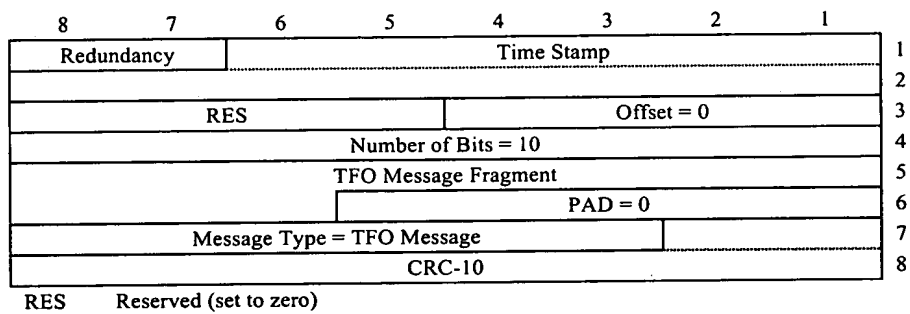 8 7 6 5 4 3 2 1
Redundancy Time Stamp 1
2
RES Offset = 0 3
Number of Bits = 10 4
TFO Message Fragment 5
PAD = 0 6
Message Type = TFO Message 7
CRC-10 8
RES Reserved (set to zero)